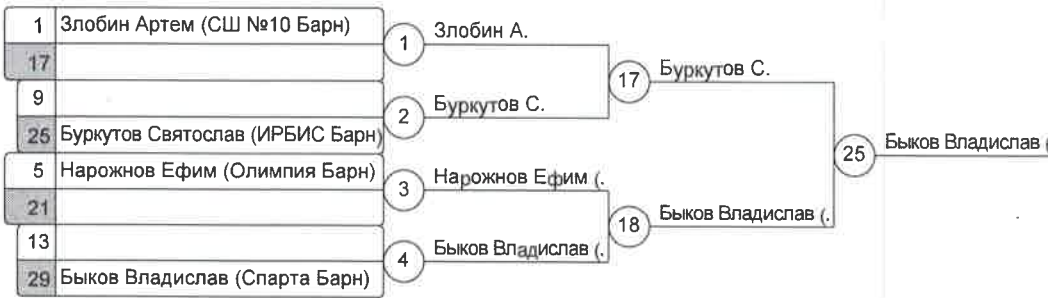 1 Злобин Артем (СШ №10 Барн)
17
1
Злобин А.
9
25 Буркутов Святослав (ИРБИС Барн)
2
Буркутов С.
17
Буркутов С.
5 Нарожнов Ефим (Олимпия Барн)
21
3
Нарожнов Ефим (.
13
29 Быков Владислав (Спарта Барн)
4
Быков Владислав (.
18
Быков Владислав (.
25
Быков Владислав (